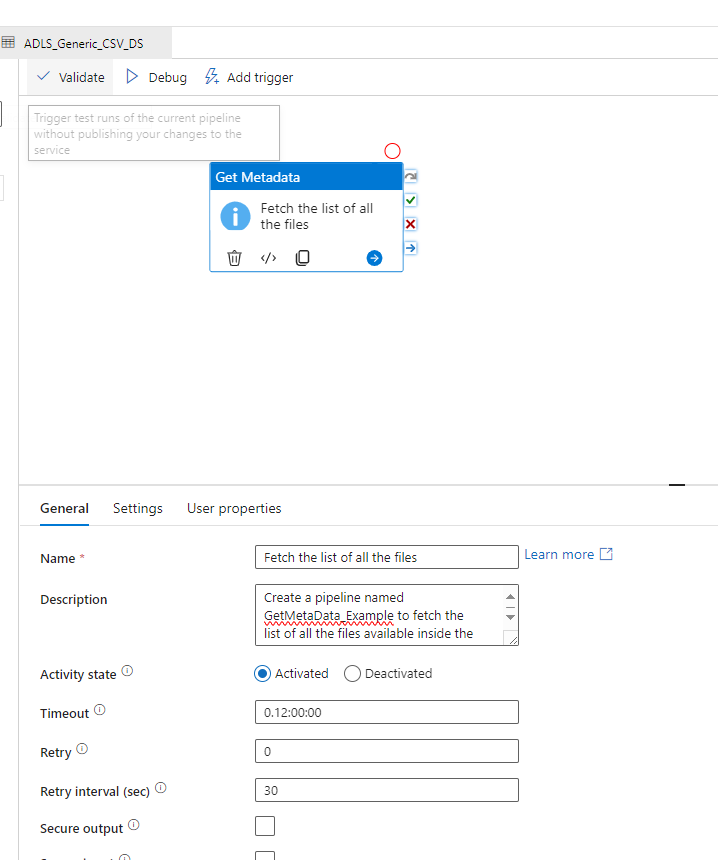 ADLS_Generic_CSV_DS
Validate Debug Add trigger
Trigger test runs of the current pipeline
without publishing your changes to the
service
Get Metadata
Fetch the list of all
the files
General Settings User properties
Name *
Fetch the list of all the files
Learn more
Description
Create a pipeline named
GetMetaData_Example to fetch the
list of all the files available inside the
Activity state
Activated Deactivated
Timeout
0.12:00:00
Retry
0
Retry interval (sec)
30
Secure output